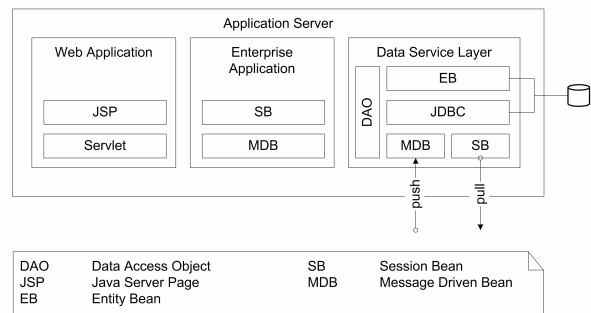 Application Server
Web Application
JSP
Servlet
Enterprise
Application
SB
MDB
Data Service Layer
DAO
EB
JDBC
MDB
SB
push
pull
DAO Data Access Object
JSP Java Server Page
EB Entity Bean
SB Session Bean
MDB Message Driven Bean